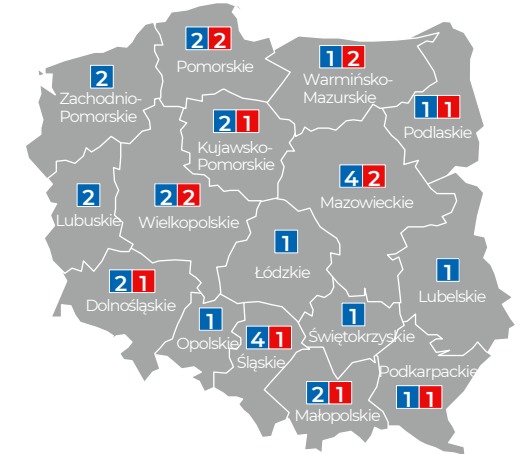 2 2
Pomorskie
1 2
Warmińsko-
Mazurskie
2
Zachodnio-
Pomorskie
1 1
Podlaskie
2 1
Kujawsko-
Pomorskie
4 2
Mazowieckie
2
Lubuskie
2 2
Wielkopolskie
1
Łódzkie
1
Lubelskie
2 1
Dolnośląskie
1
Opolskie
4 1
Śląskie
1
Świętokrzyskie
2 1
Małopolskie
Podkarpackie
1 1